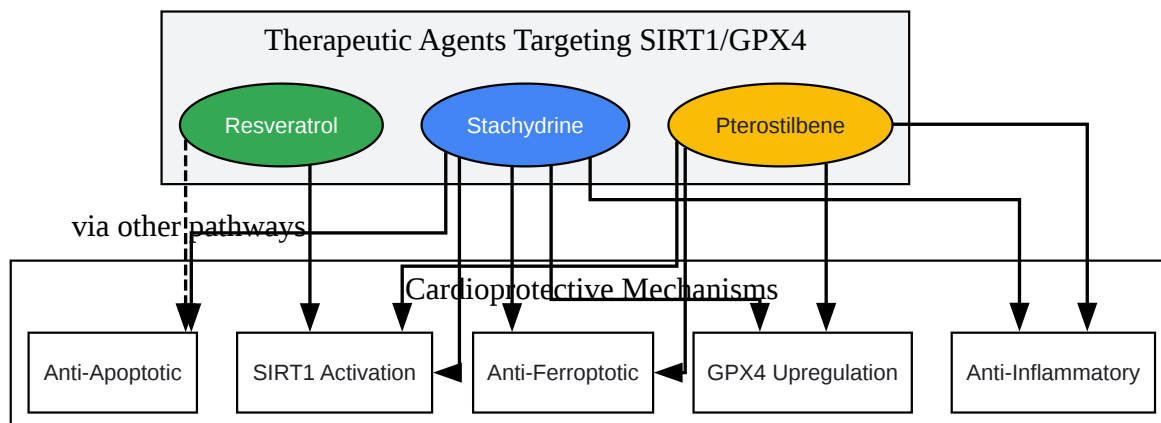 Therapeutic Agents Targeting SIRT1/GPX4
Resveratrol
Stachydrine
Pterostilbene
via other pathways
Cardioprotective Mechanisms
Anti-Apoptotic
SIRT1 Activation
Anti-Ferroptotic
GPX4 Upregulation
Anti-Inflammatory